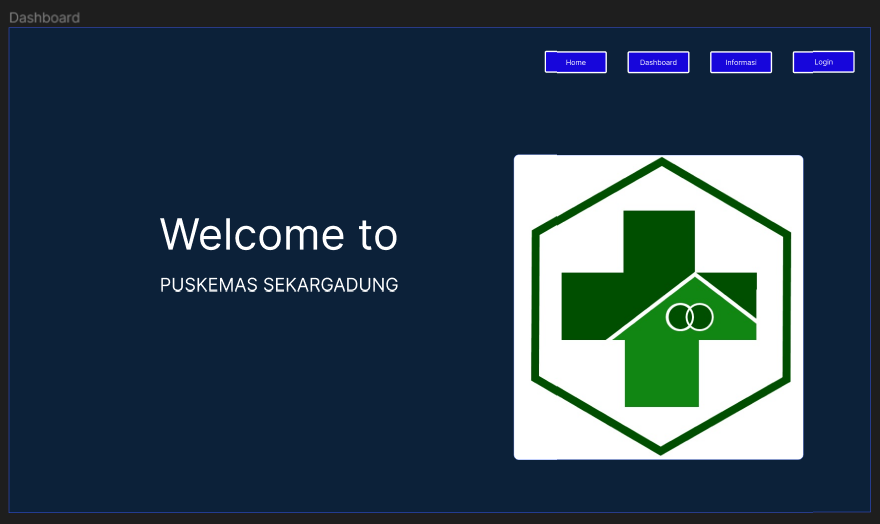 Dashboard
Home
Dashboard
Informasi
Login
Welcome to
PUSKEMAS SEKARGADUNG